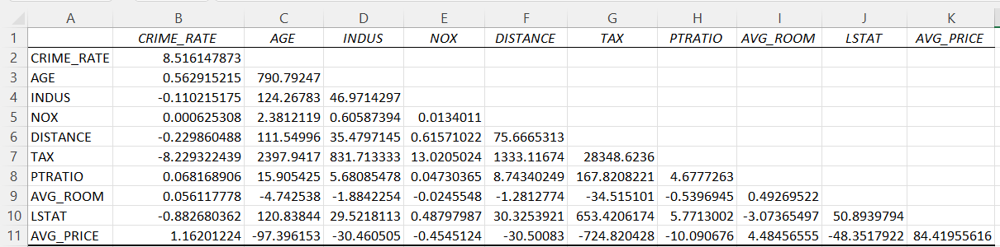 A B C D E F G H I J K
1 CRIME_RATE AGE INDUS NOX DISTANCE TAX PTRATIO AVG_ROOM LSTAT AVG_PRICE
2 CRIME_RATE 8.516147873
3 AGE 0.562915215 790.79247
4 INDUS -0.110215175 124.26783 46.9714297
5 NOX 0.000625308 2.3812119 0.60587394 0.0134011
6 DISTANCE -0.229860488 111.54996 35.4797145 0.61571022 75.6665313
7 TAX -8.229322439 2397.9417 831.713333 13.0205024 1333.11674 28348.6236
8 PTRATIO 0.068168906 15.905425 5.68085478 0.04730365 8.74340249 167.8208221 4.6777263
9 AVG_ROOM 0.056117778 -4.742538 -1.8842254 -0.0245548 -1.2812774 -34.515101 -0.5396945 0.49269522
10 LSTAT -0.882680362 120.83844 29.5218113 0.48797987 30.3253921 653.4206174 5.7713002 -3.07365497 50.8939794
11 AVG_PRICE 1.16201224 -97.396153 -30.460505 -0.4545124 -30.50083 -724.820428 -10.090676 4.48456555 -48.3517922 84.41955616